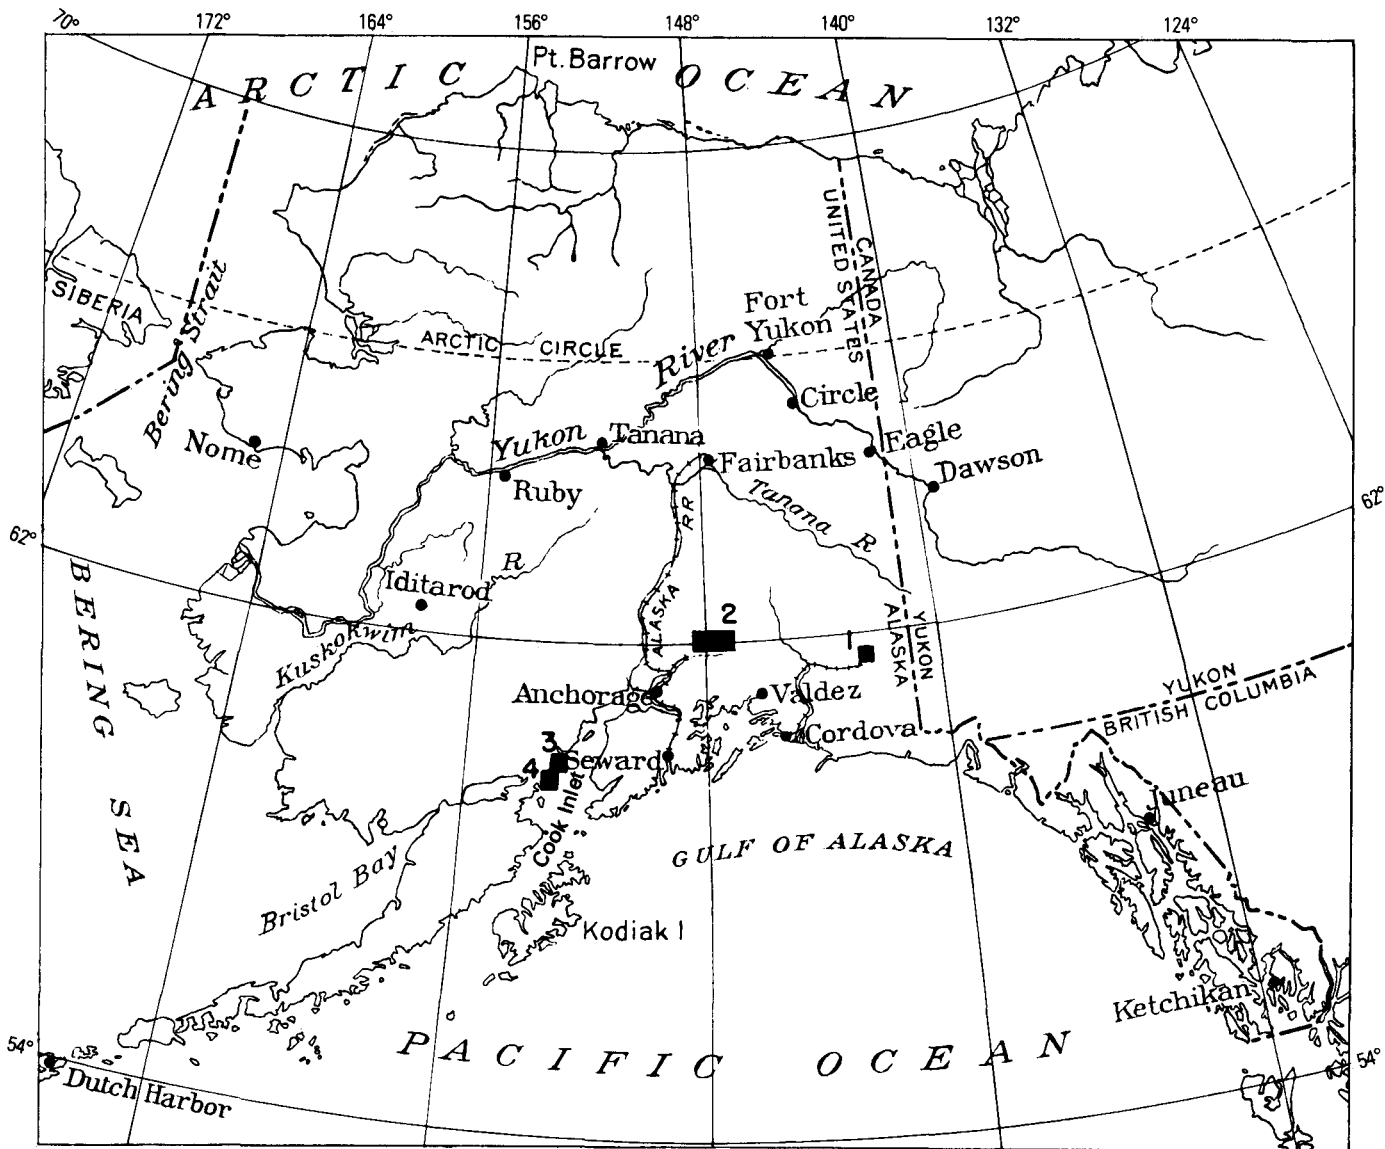 70° 172° 164° 156° 148° 140° 132° 124°
Pt. Barrow
ARCTIC OCEAN
SIBERIA
Bering Strait
ARCTIC CIRCLE
UNITED STATES
CANADA
Fort
Yukon
Yukon River
Circle
Nome
Tanana
Eagle
Fairbanks
Dawson
Ruby
Tanana R
RR
62°
62°
Iditarod
R
ALASKA
2
1
ALASKA
YUKON
Kuskokwim
BERING SEA
Anchorage
Valdez
YUKON
BRITISH COLUMBIA
Cordova
3
Seward
4
Cook Inlet
Juneau
GULF OF ALASKA
Bristol Bay
Kodiak I
Ketchikan
PACIFIC OCEAN
54°
54°
Dutch Harbor